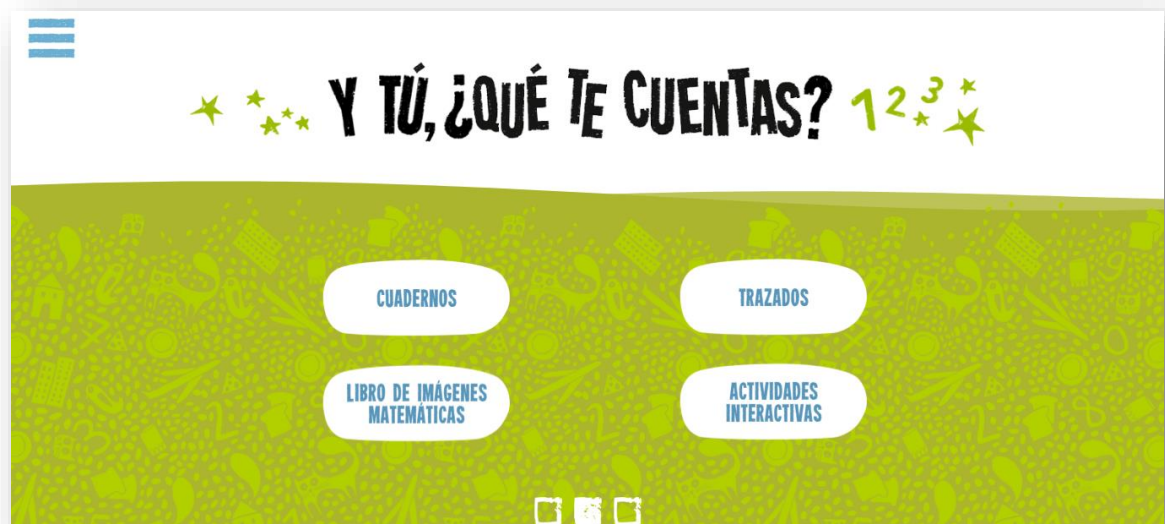 Y TÚ, ¿QUÉ TE CUENTAS? 123
CUADERNOS
TRAZADOS
LIBRO DE IMÁGENES
MATEMÁTICAS
ACTIVIDADES
INTERACTIVAS